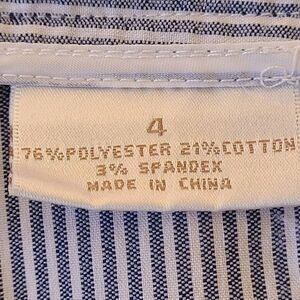 4
76%POLYESTER 21%COTTON
3% SPANDEX
MADE IN CHINA